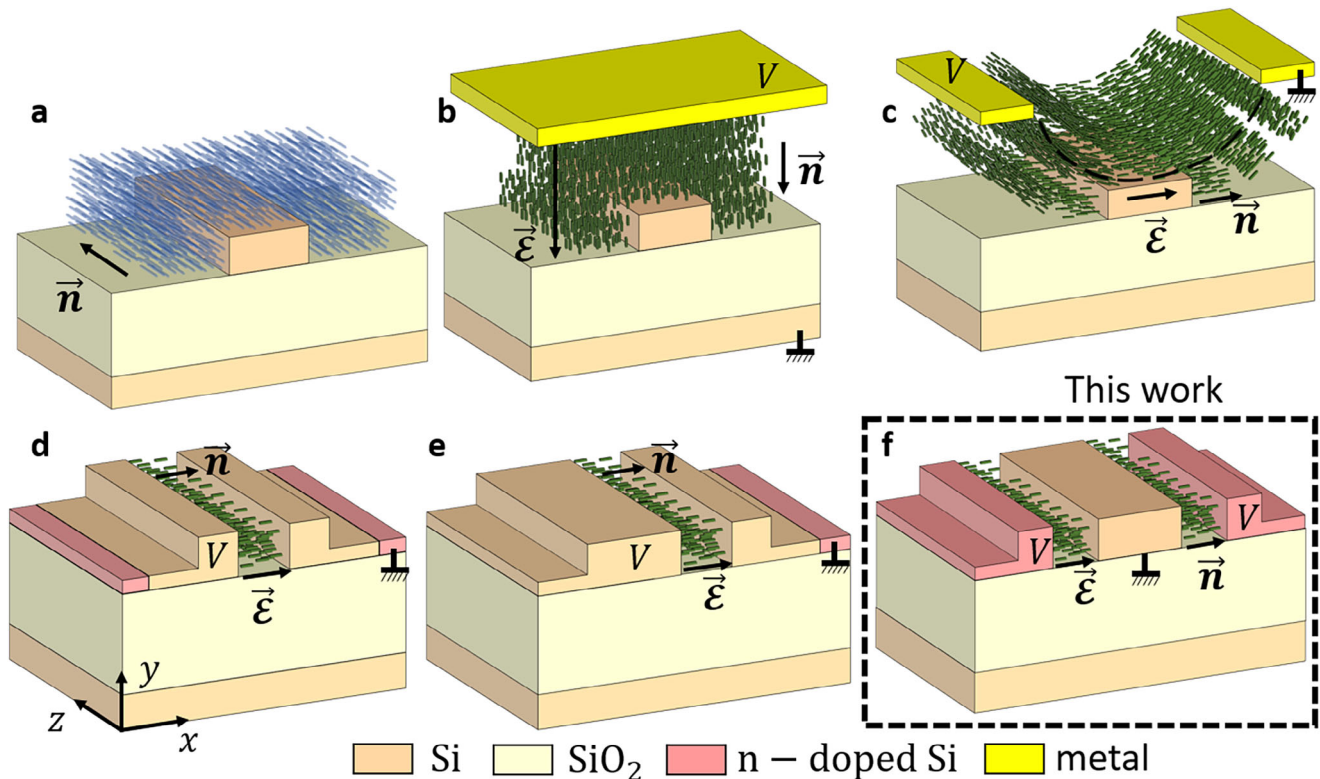 a
n⃗
b
V
n⃗
ℰ⃗
c
V
ℰ⃗
n⃗
This work
d
n⃗
V
ℰ⃗
y
z
x
e
n⃗
V
ℰ⃗
f
V
V
ℰ⃗
n⃗
Si
SiO₂
n − doped Si
metal